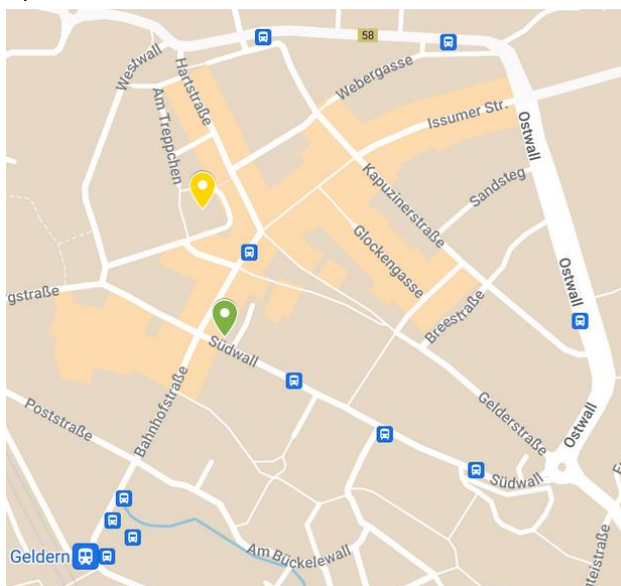 58
Westwall
Hartstraße
Webergasse
Am Treppchen
Issumer Str.
Ostwall
Kapuzinerstraße
Sandsteg
Glockengasse
Ostwall
gstraße
Breestraße
Südwall
Bahnhofstraße
Poststraße
Gelderstraße
Ostwall
Südwall
Geldern
Am Bückelewall